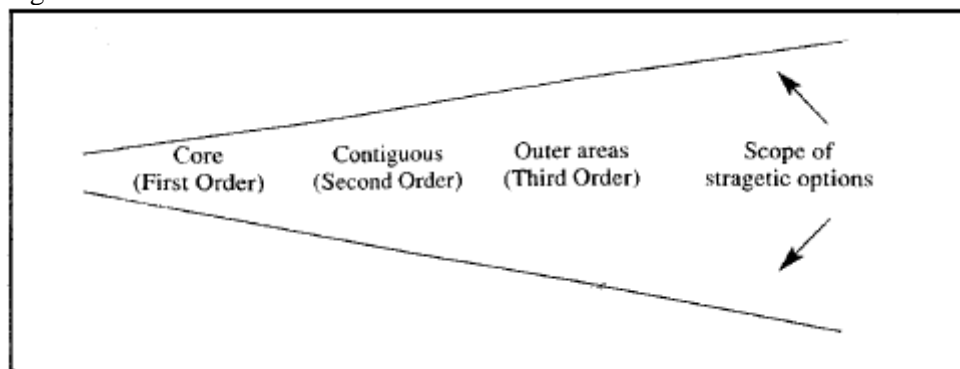 Core
(First Order)
Contiguous
(Second Order)
Outer areas
(Third Order)
Scope of
stragetic options